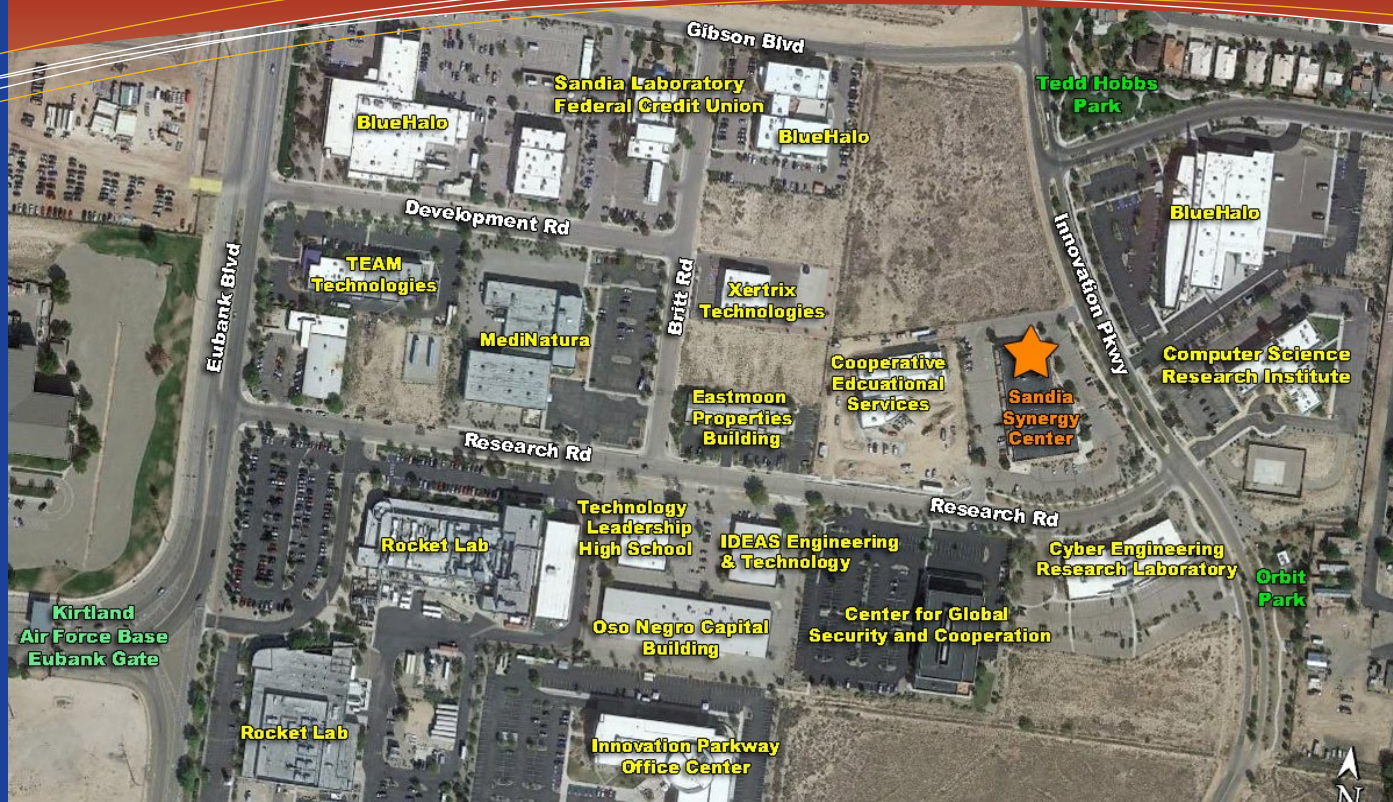 Gibson Blvd
Sandia Laboratory
Federal Credit Union
Tedd Hobbs
Park
BlueHalo
BlueHalo
BlueHalo
Development Rd
Innovation Pkwy
Eubank Blvd
TEAM
Technologies
Britt Rd
Xertrix
Technologies
MediNatura
Cooperative
Edcuational
Services
Computer Science
Research Institute
Eastmoon
Properties
Building
Sandia
Synergy
Center
Research Rd
Research Rd
Technology
Leadership
High School
Rocket Lab
IDEAS Engineering
& Technology
Cyber Engineering
Research Laboratory
Orbit
Park
Kirtland
Air Force Base
Eubank Gate
Oso Negro Capital
Building
Center for Global
Security and Cooperation
Rocket Lab
Innovation Parkway
Office Center
N